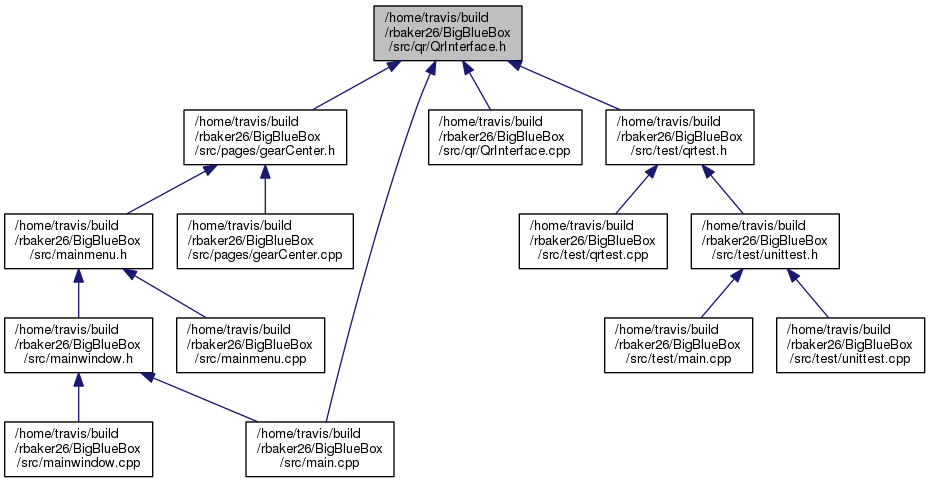 /home/travis/build
/rbaker26/BigBlueBox
/src/qr/QrInterface.h
/home/travis/build
/rbaker26/BigBlueBox
/src/pages/gearCenter.h
/home/travis/build
/rbaker26/BigBlueBox
/src/qr/QrInterface.cpp
/home/travis/build
/rbaker26/BigBlueBox
/src/test/qrtest.h
/home/travis/build
/rbaker26/BigBlueBox
/src/mainmenu.h
/home/travis/build
/rbaker26/BigBlueBox
/src/pages/gearCenter.cpp
/home/travis/build
/rbaker26/BigBlueBox
/src/test/qrtest.cpp
/home/travis/build
/rbaker26/BigBlueBox
/src/test/unittest.h
/home/travis/build
/rbaker26/BigBlueBox
/src/mainwindow.h
/home/travis/build
/rbaker26/BigBlueBox
/src/mainmenu.cpp
/home/travis/build
/rbaker26/BigBlueBox
/src/test/main.cpp
/home/travis/build
/rbaker26/BigBlueBox
/src/test/unittest.cpp
/home/travis/build
/rbaker26/BigBlueBox
/src/mainwindow.cpp
/home/travis/build
/rbaker26/BigBlueBox
/src/main.cpp